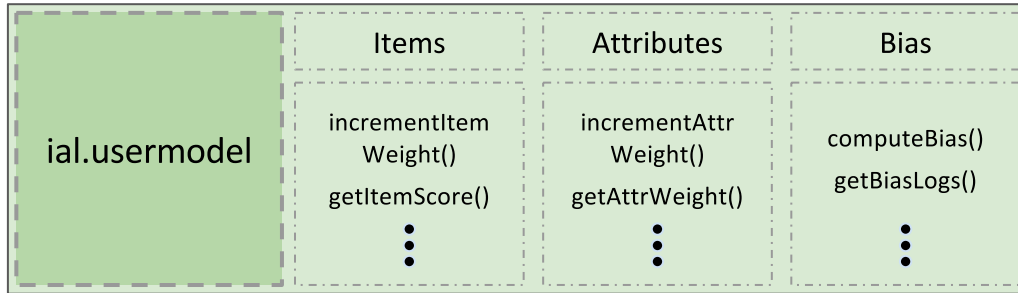 ial.usermodel
Items
incrementItem
Weight()
getItemScore()
Attributes
incrementAttr
Weight()
getAttrWeight()
Bias
computeBias()
getBiasLogs()